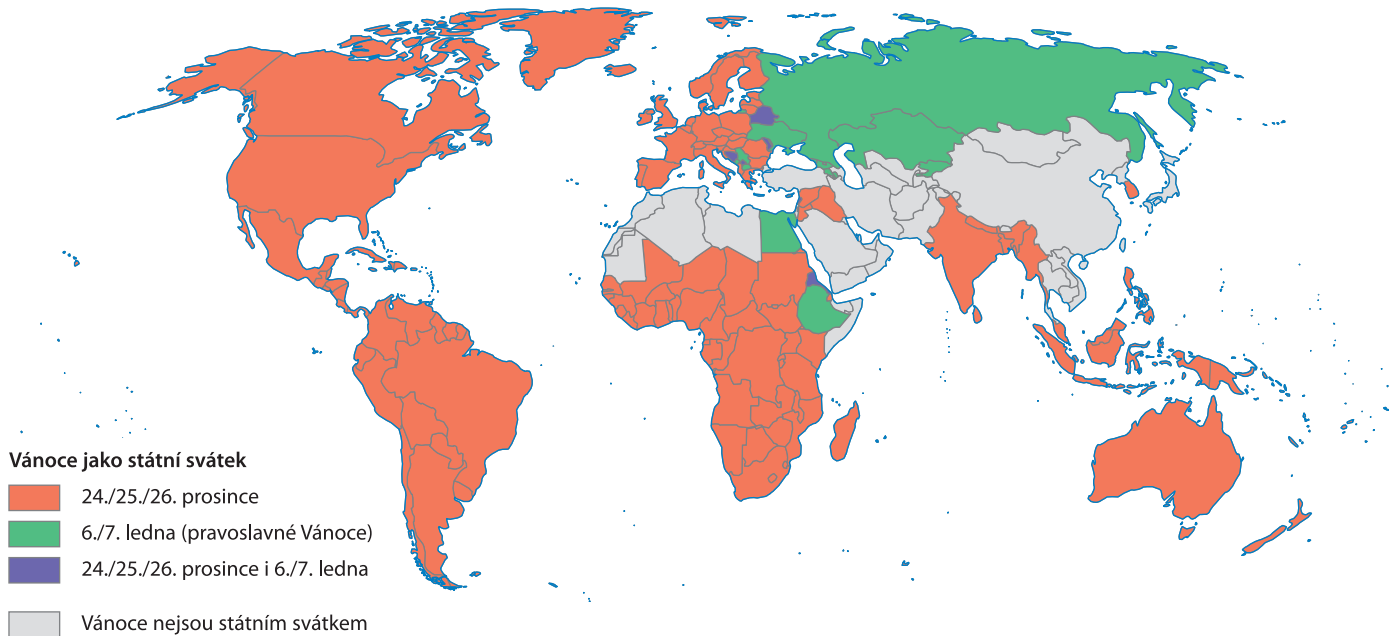 Vánoce jako státní svátek
24./25./26. prosince
6./7. ledna (pravoslavné Vánoce)
24./25./26. prosince i 6./7. ledna
Vánoce nejsou státním svátkem